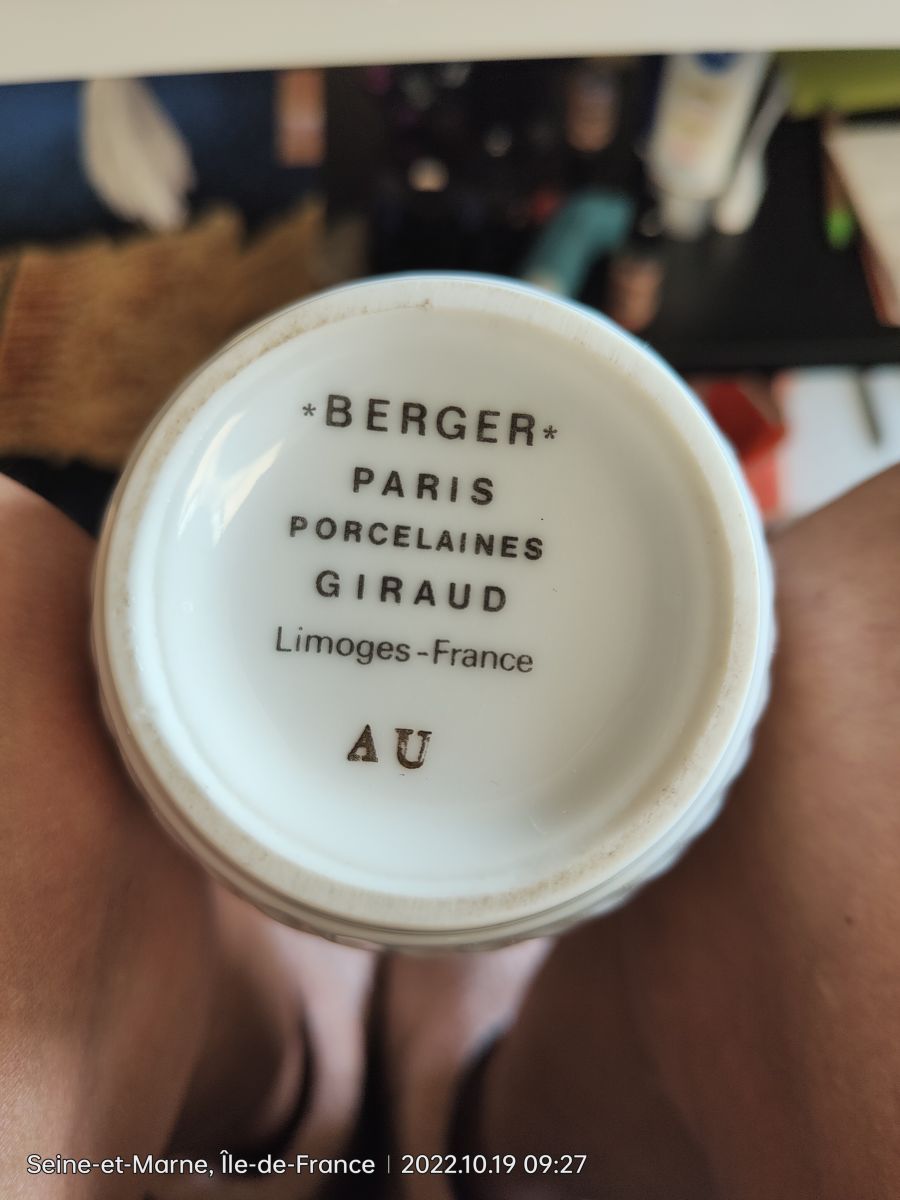 *BERGER*
PARIS
PORCELAINES
GIRAUD
Limoges-France
AU
Seine-et-Marne, Île-de-France | 2022.10.19 09:27